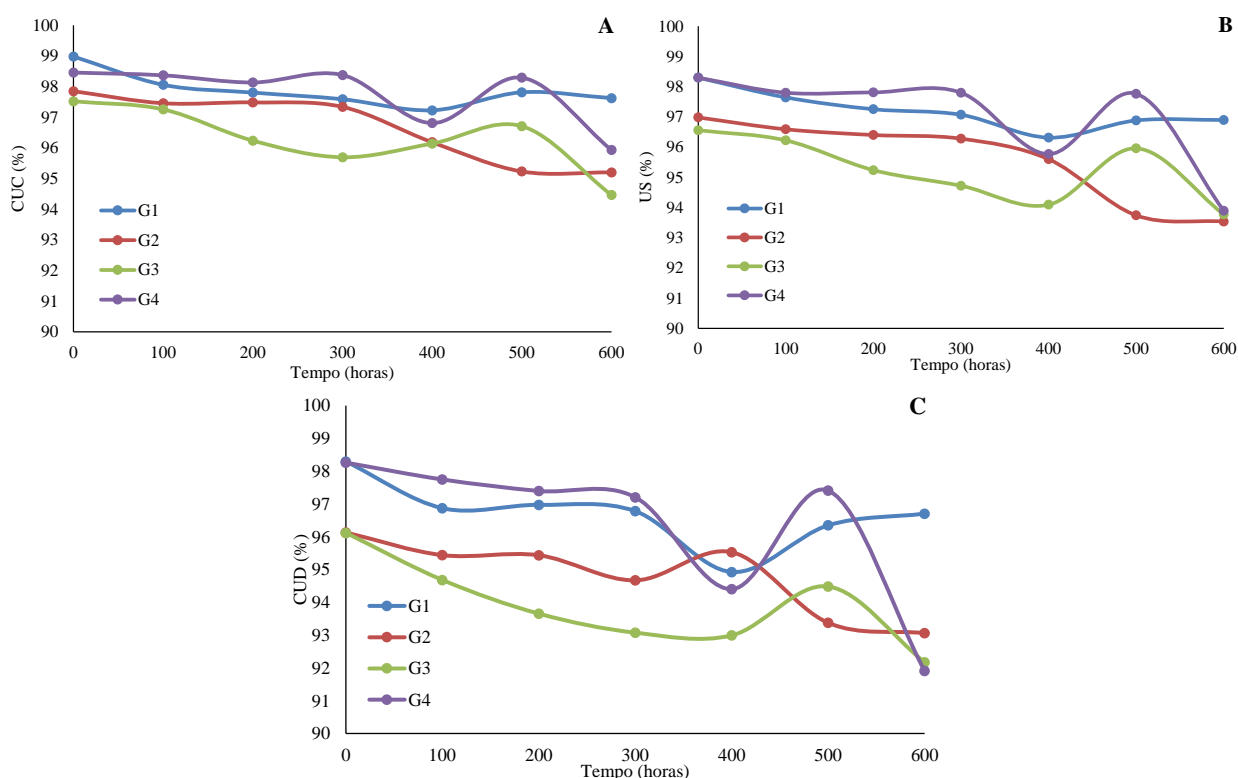 A
CUC (%)
100
99
98
97
96
95
94
93
92
91
90
G1
G2
G3
G4
0 100 200 300 400 500 600
Tempo (horas)
B
US (%)
100
99
98
97
96
95
94
93
92
91
90
G1
G2
G3
G4
0 100 200 300 400 500 600
Tempo (horas)
C
CUD (%)
100
99
98
97
96
95
94
93
92
91
90
G1
G2
G3
G4
0 100 200 300 400 500 600
Tempo (horas)